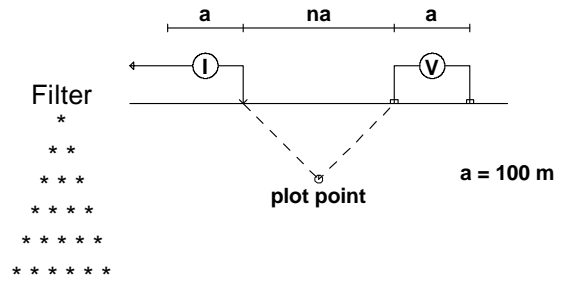 a na a
I V
Filter
*
* *
* * *
a = 100 m
plot point
* * * *
* * * * *
* * * * * *